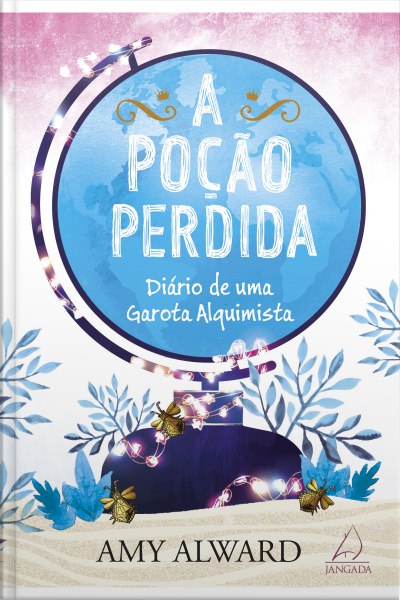 A
POÇÃO
PERDIDA
Diário de uma
Garota Alquimista
AMY ALWARD
JANGADA